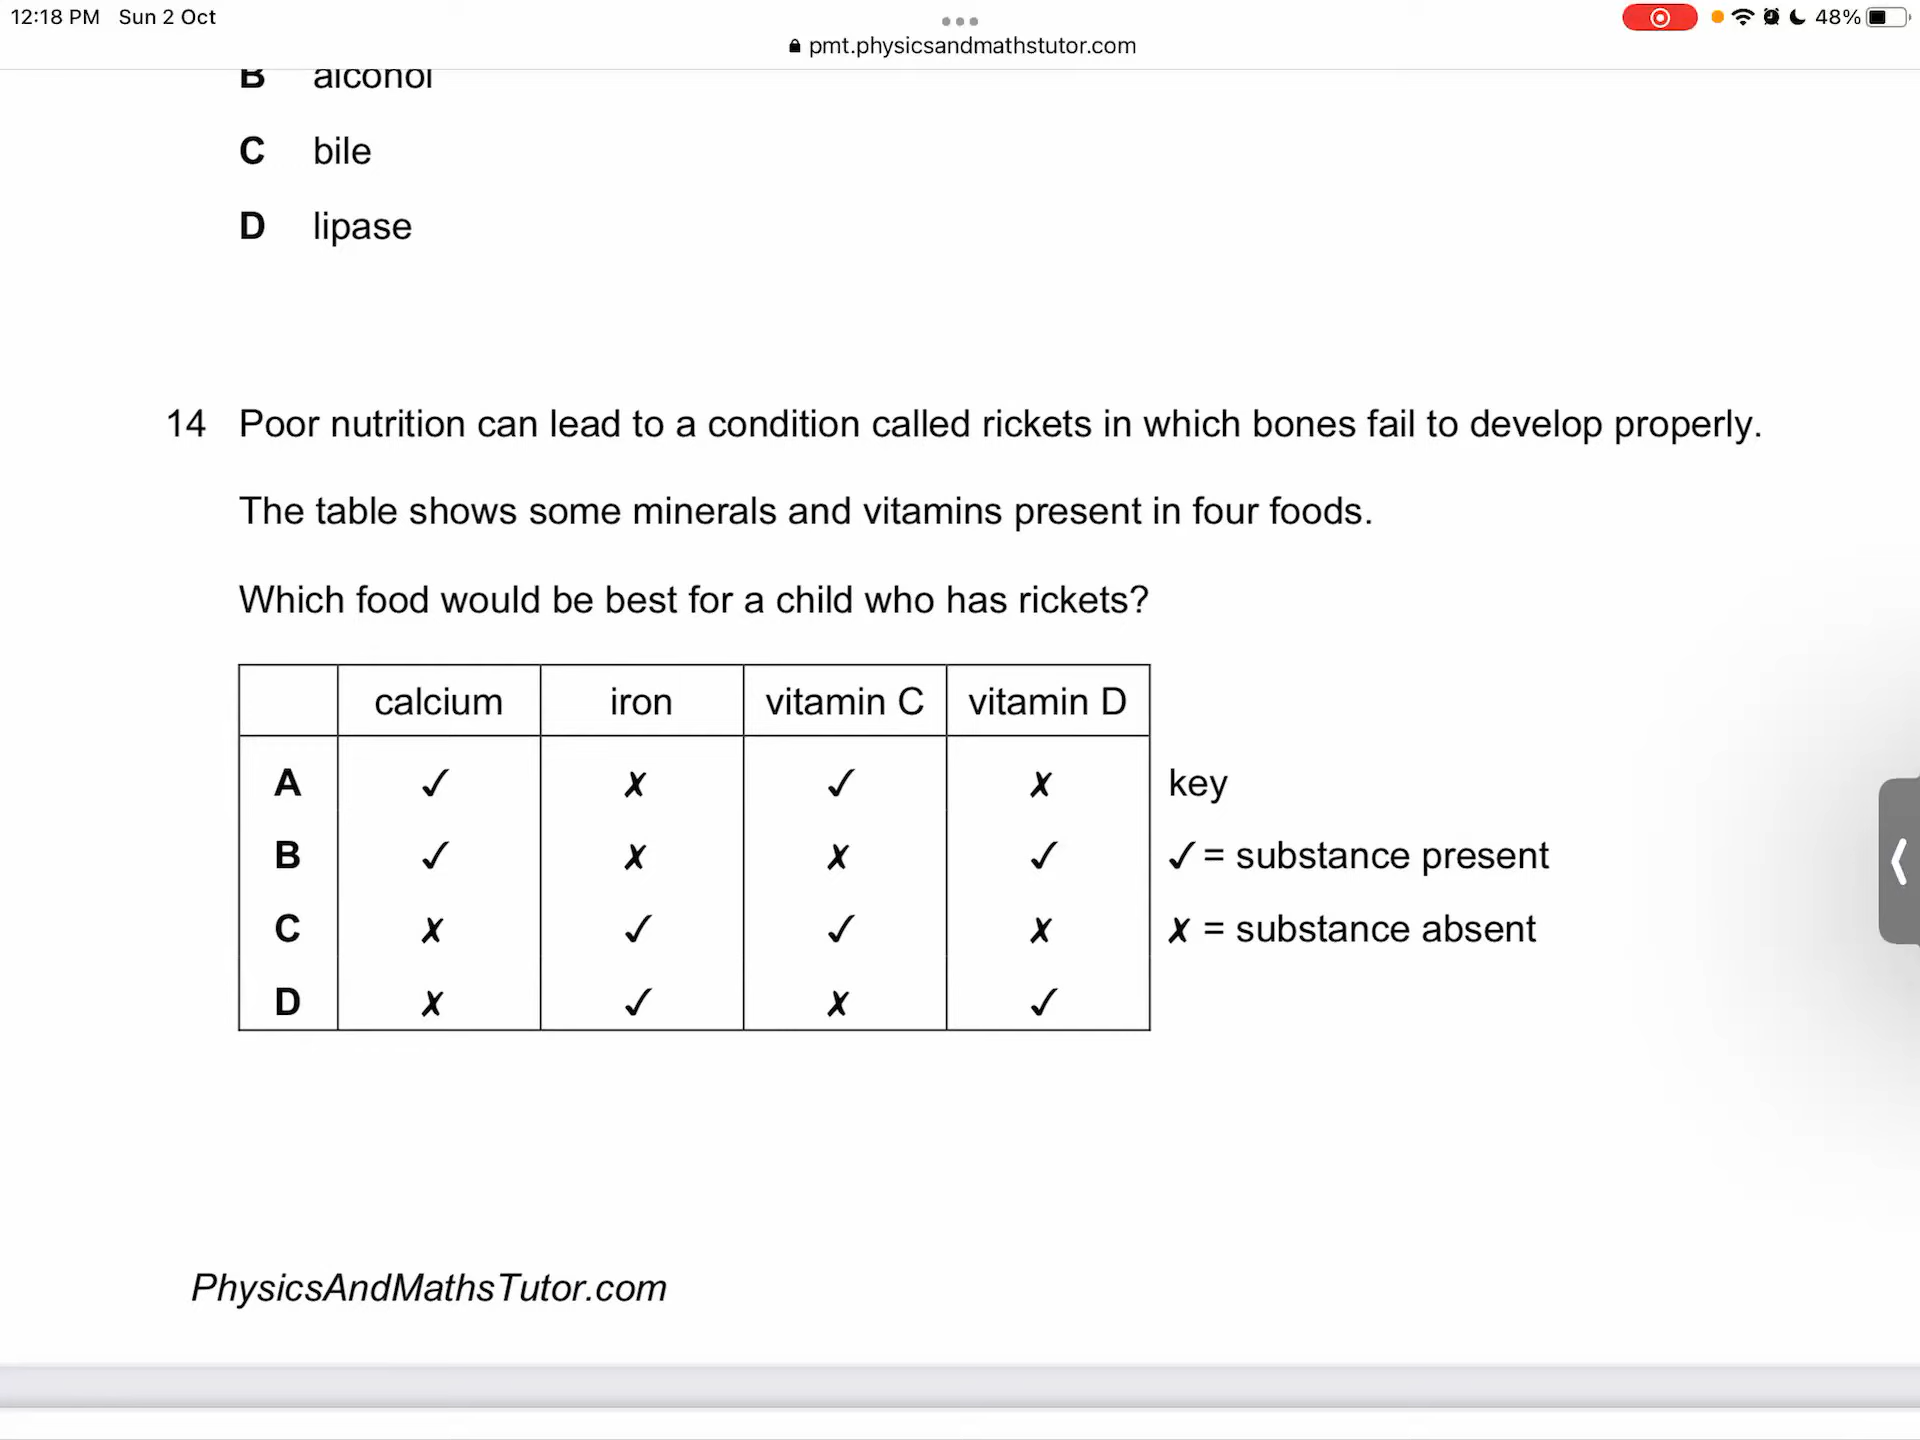 12:18 PM Sun 2 Oct
48%
pmt.physicsandmathstutor.com
B alcohol
C bile
D lipase
14 Poor nutrition can lead to a condition called rickets in which bones fail to develop properly.
The table shows some minerals and vitamins present in four foods.
Which food would be best for a child who has rickets?
calcium iron vitamin C vitamin D
A ✓ ✗ ✓ ✗ key
B ✓ ✗ ✗ ✓ ✓ = substance present
C ✗ ✓ ✓ ✗ ✗ = substance absent
D ✗ ✓ ✗ ✓
PhysicsAndMathsTutor.com